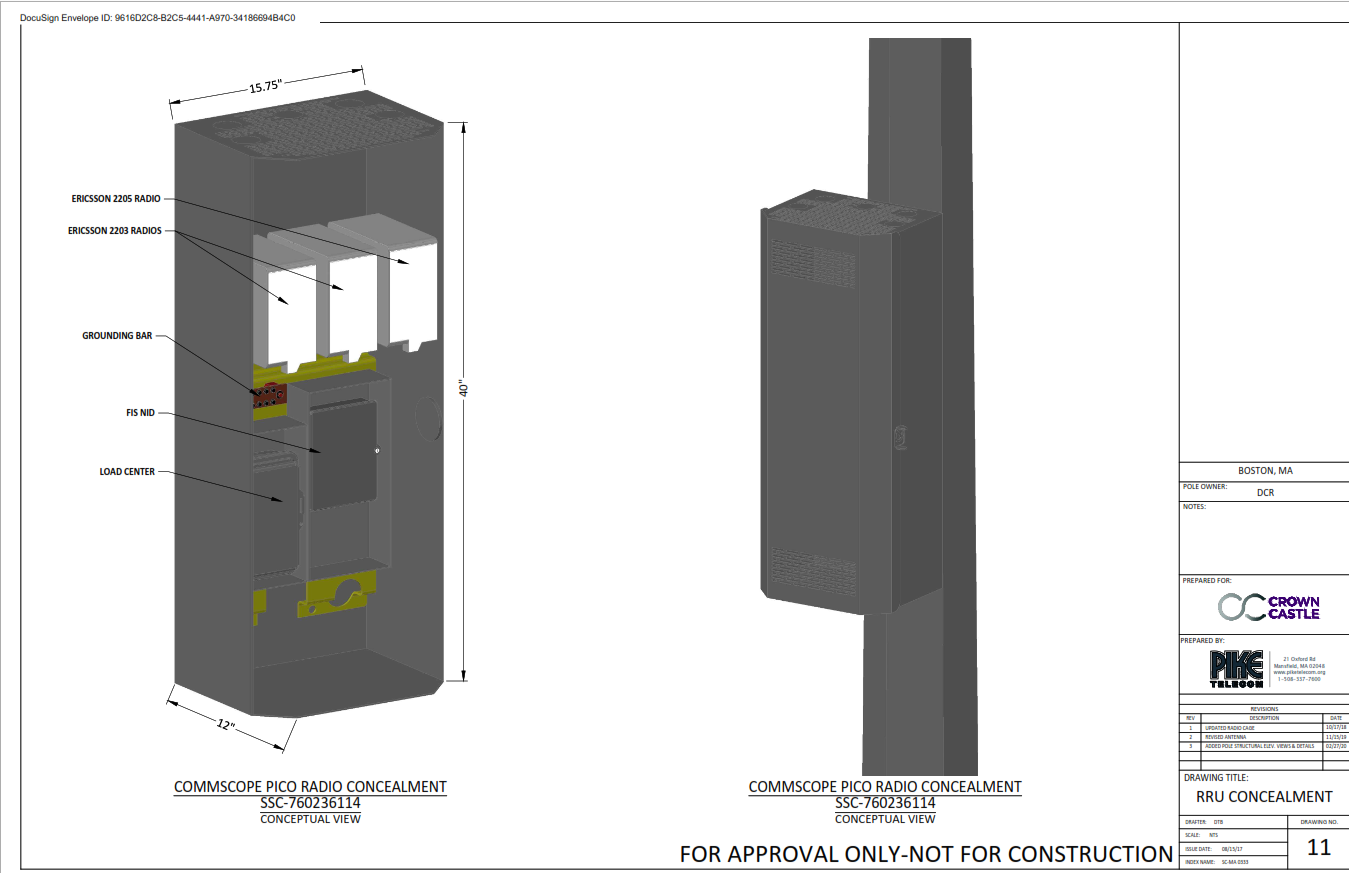 DocuSign Envelope ID: 9616D2C8-B2C5-4441-A970-34186694B4C0
15.75"
ERICSSON 2205 RADIO
ERICSSON 2203 RADIOS
GROUNDING BAR
FIS NID
LOAD CENTER
40"
12"
COMMSCOPE PICO RADIO CONCEALMENT
SSC-760236114
CONCEPTUAL VIEW
COMMSCOPE PICO RADIO CONCEALMENT
SSC-760236114
CONCEPTUAL VIEW
FOR APPROVAL ONLY-NOT FOR CONSTRUCTION
BOSTON, MA
POLE OWNER:
DCR
NOTES:
PREPARED FOR:
CROWN
CASTLE
PREPARED BY:
PIKE
TELECOM
21 Oxford Rd
Mansfield, MA 02048
www.piketelecom.org
1-508-337-7600
REVISIONS
REV DESCRIPTION DATE
1 UPDATED RADIO CAGE 10/17/18
2 REVISED ANTENNA 11/15/19
3 ADDED POLE STRUCTURAL ELEV. VIEWS & DETAILS 02/27/20
DRAWING TITLE:
RRU CONCEALMENT
DRAFTER: DTB
SCALE: NTS
ISSUE DATE: 08/15/17
INDEX NAME: SC-MA 0333
DRAWING NO.
11